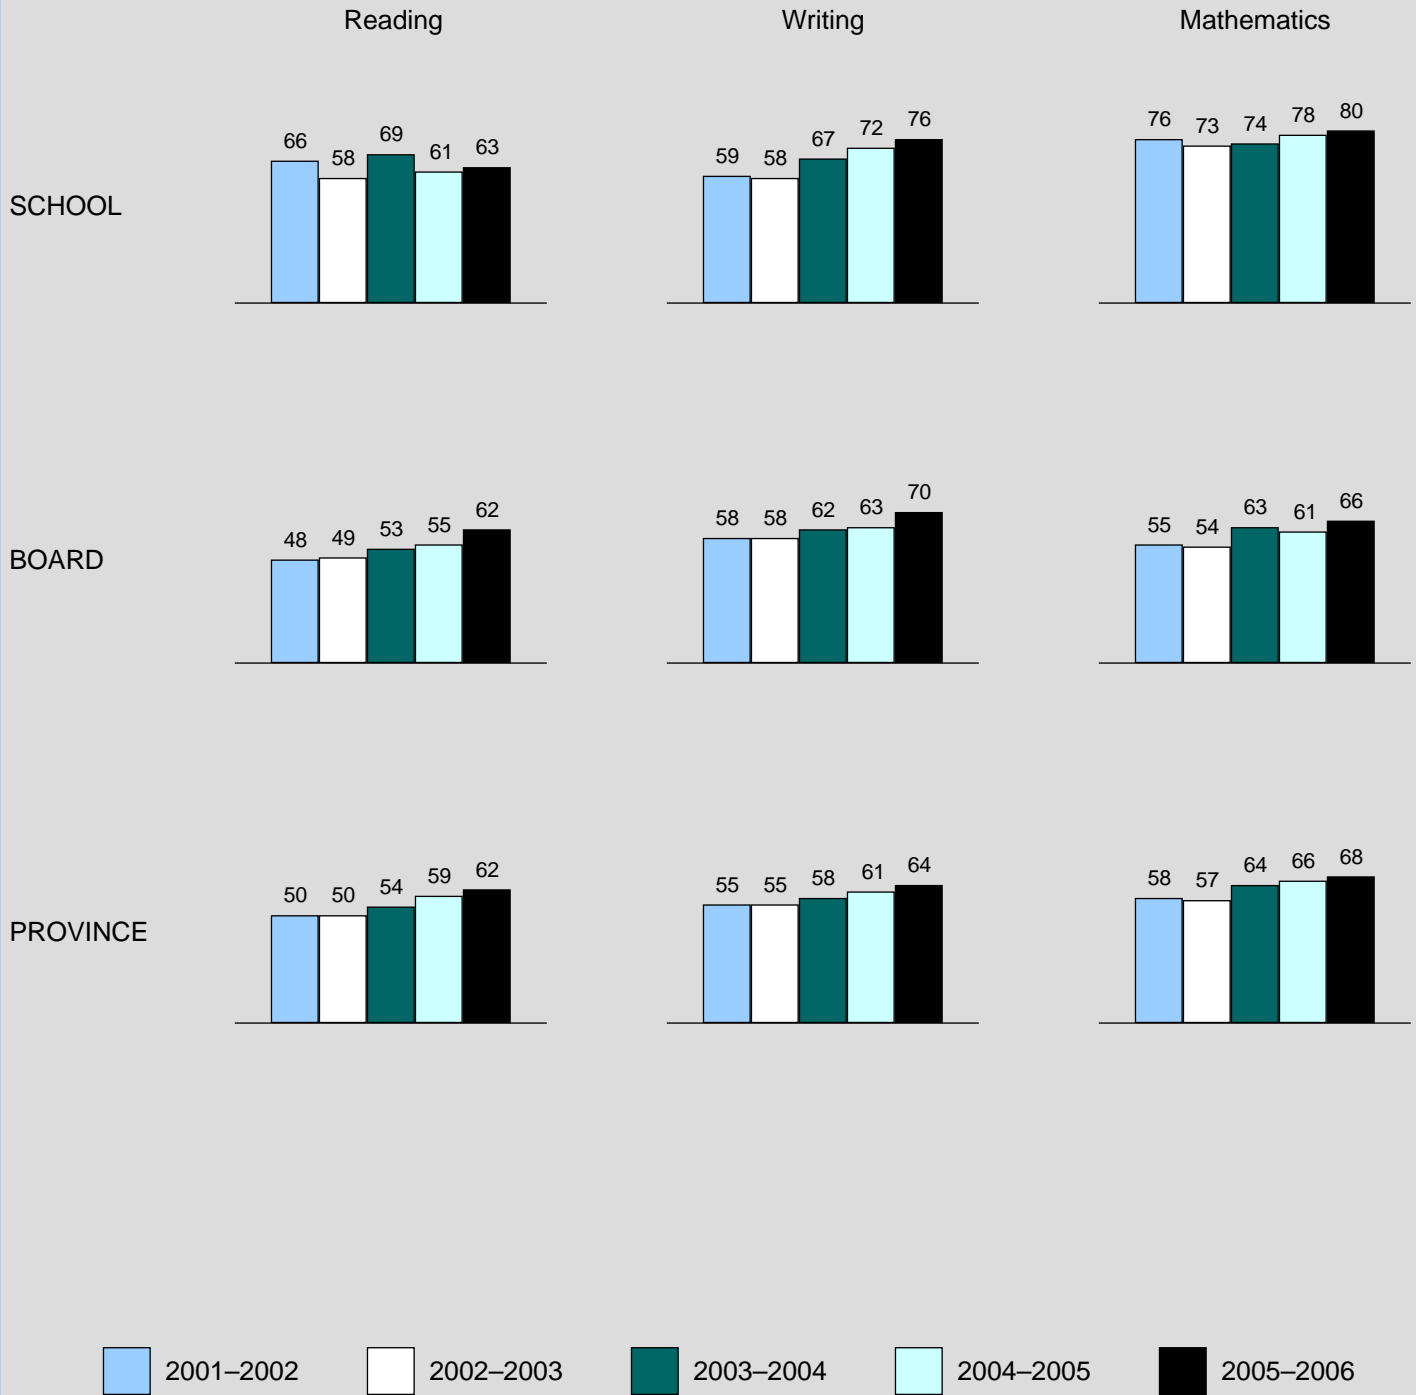 Reading Writing Mathematics
SCHOOL
66 58 69 61 63
59 58 67 72 76
76 73 74 78 80
BOARD
48 49 53 55 62
58 58 62 63 70
55 54 63 61 66
PROVINCE
50 50 54 59 62
55 55 58 61 64
58 57 64 66 68
2001–2002 2002–2003 2003–2004 2004–2005 2005–2006